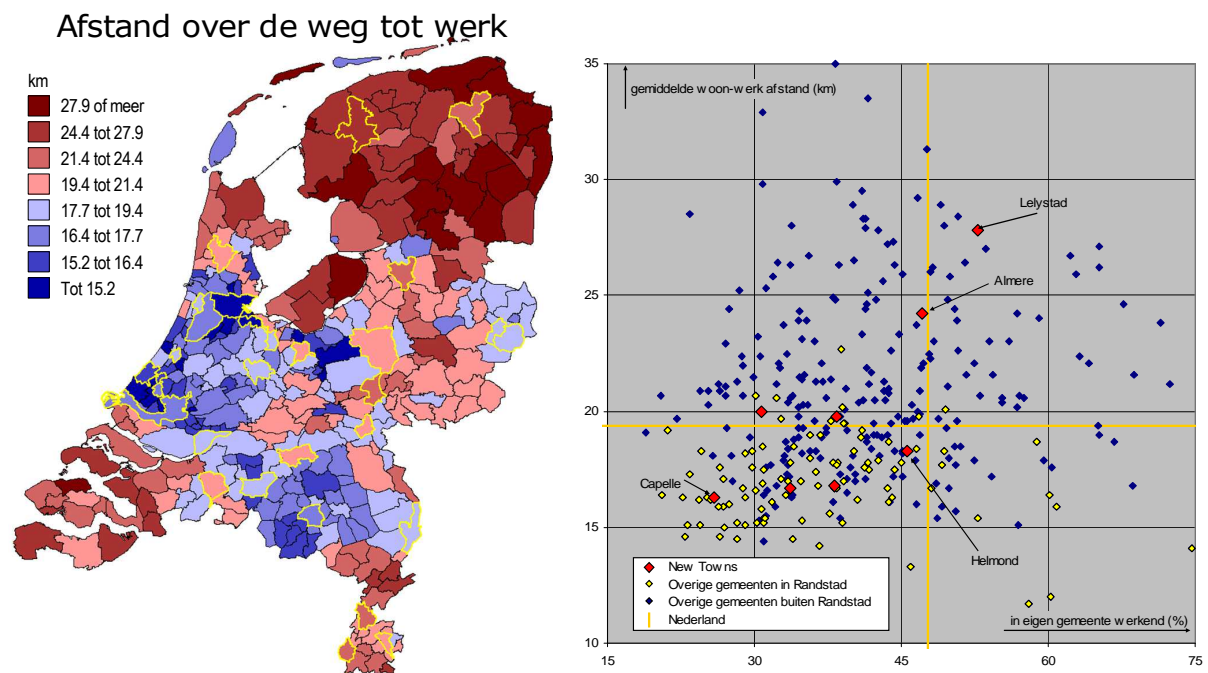 Afstand over de weg tot werk
km
27.9 of meer
24.4 tot 27.9
21.4 tot 24.4
19.4 tot 21.4
17.7 tot 19.4
16.4 tot 17.7
15.2 tot 16.4
Tot 15.2
35
30
25
20
15
10
gemiddelde woon-werk afstand (km)
Lelystad
Almere
Capelle
Helmond
New Towns
Overige gemeenten in Randstad
Overige gemeenten buiten Randstad
Nederland
in eigen gemeente werkend (%)
15 30 45 60 75